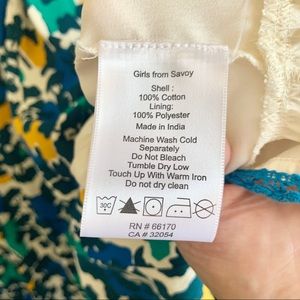 Girls from Savoy
Shell :
100% Cotton
Lining:
100% Polyester
Made in India
Machine Wash Cold
Separately
Do Not Bleach
Tumble Dry Low
Touch Up With Warm Iron
Do not dry clean
30C
RN # 66170
CA # 32054